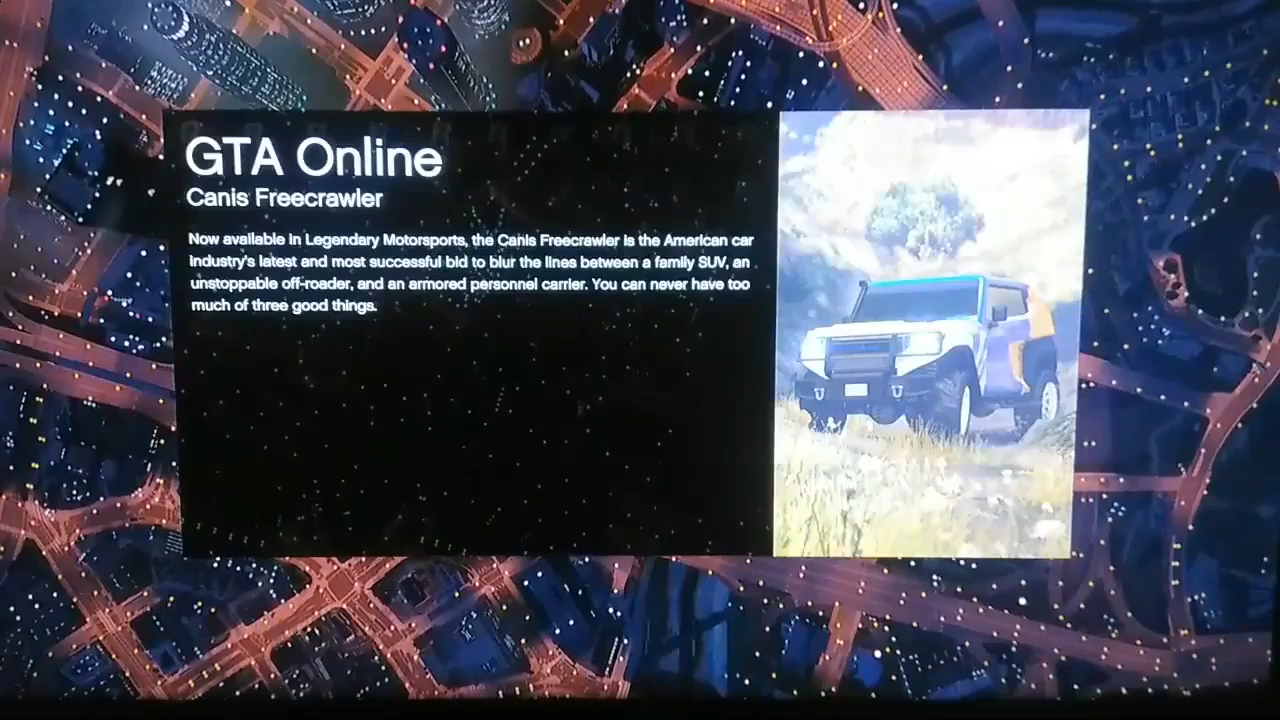 GTA Online
Canis Freecrawler
Now available in Legendary Motorsports, the Canis Freecrawler is the American car
industry's latest and most successful bid to blur the lines between a family SUV, an
unstoppable off-roader, and an armored personnel carrier. You can never have too
much of three good things.